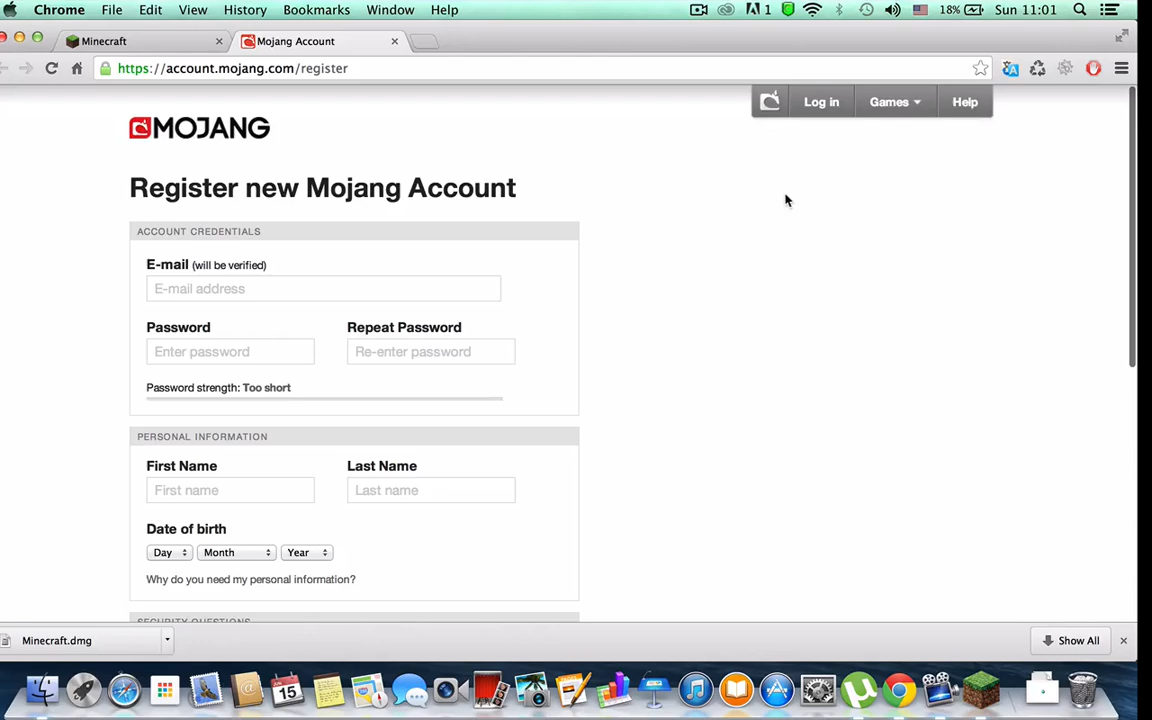 Chrome File Edit View History Bookmarks Window Help 1 18% Sun 11:01
Minecraft Mojang Account
https://account.mojang.com/register
Log in Games Help
MOJANG
Register new Mojang Account
ACCOUNT CREDENTIALS
E-mail (will be verified)
E-mail address
Password Repeat Password
Enter password Re-enter password
Password strength: Too short
PERSONAL INFORMATION
First Name Last Name
First name Last name
Date of birth
Day Month Year
Why do you need my personal information?
SECURITY QUESTIONS
Minecraft.dmg Show All
15